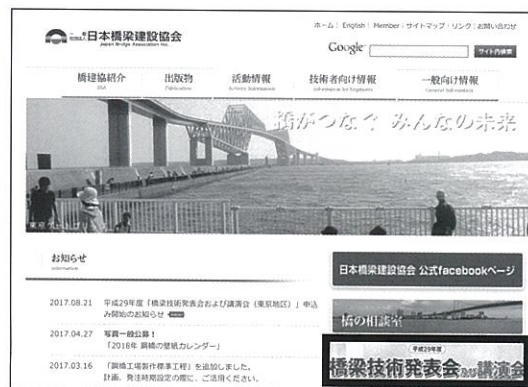 ホーム | English | Member | サイトマップ・リンク | お問い合わせ
一般社団法人 日本橋梁建設協会
Japan Bridge Association Inc.
Google サイト内検索
橋建協紹介 出版物 活動情報 技術者向け情報 一般向け情報
Publication General Information
橋がつなぐ みんなの未来
お知らせ
information
2017.08.21 平成29年度「橋梁技術発表会および講演会（東京地区）」申込
み開始のお知らせ
2017.04.27 写真一般公募！
「2018年 鋼橋の壁紙カレンダー」
2017.03.16 「鋼橋工場製作標準工程」を追加しました。
計画、発注時期設定の際に、ご活用ください。
日本橋梁建設協会 公式facebookページ
橋の相談室
平成29年度
橋梁技術発表会及び講演会